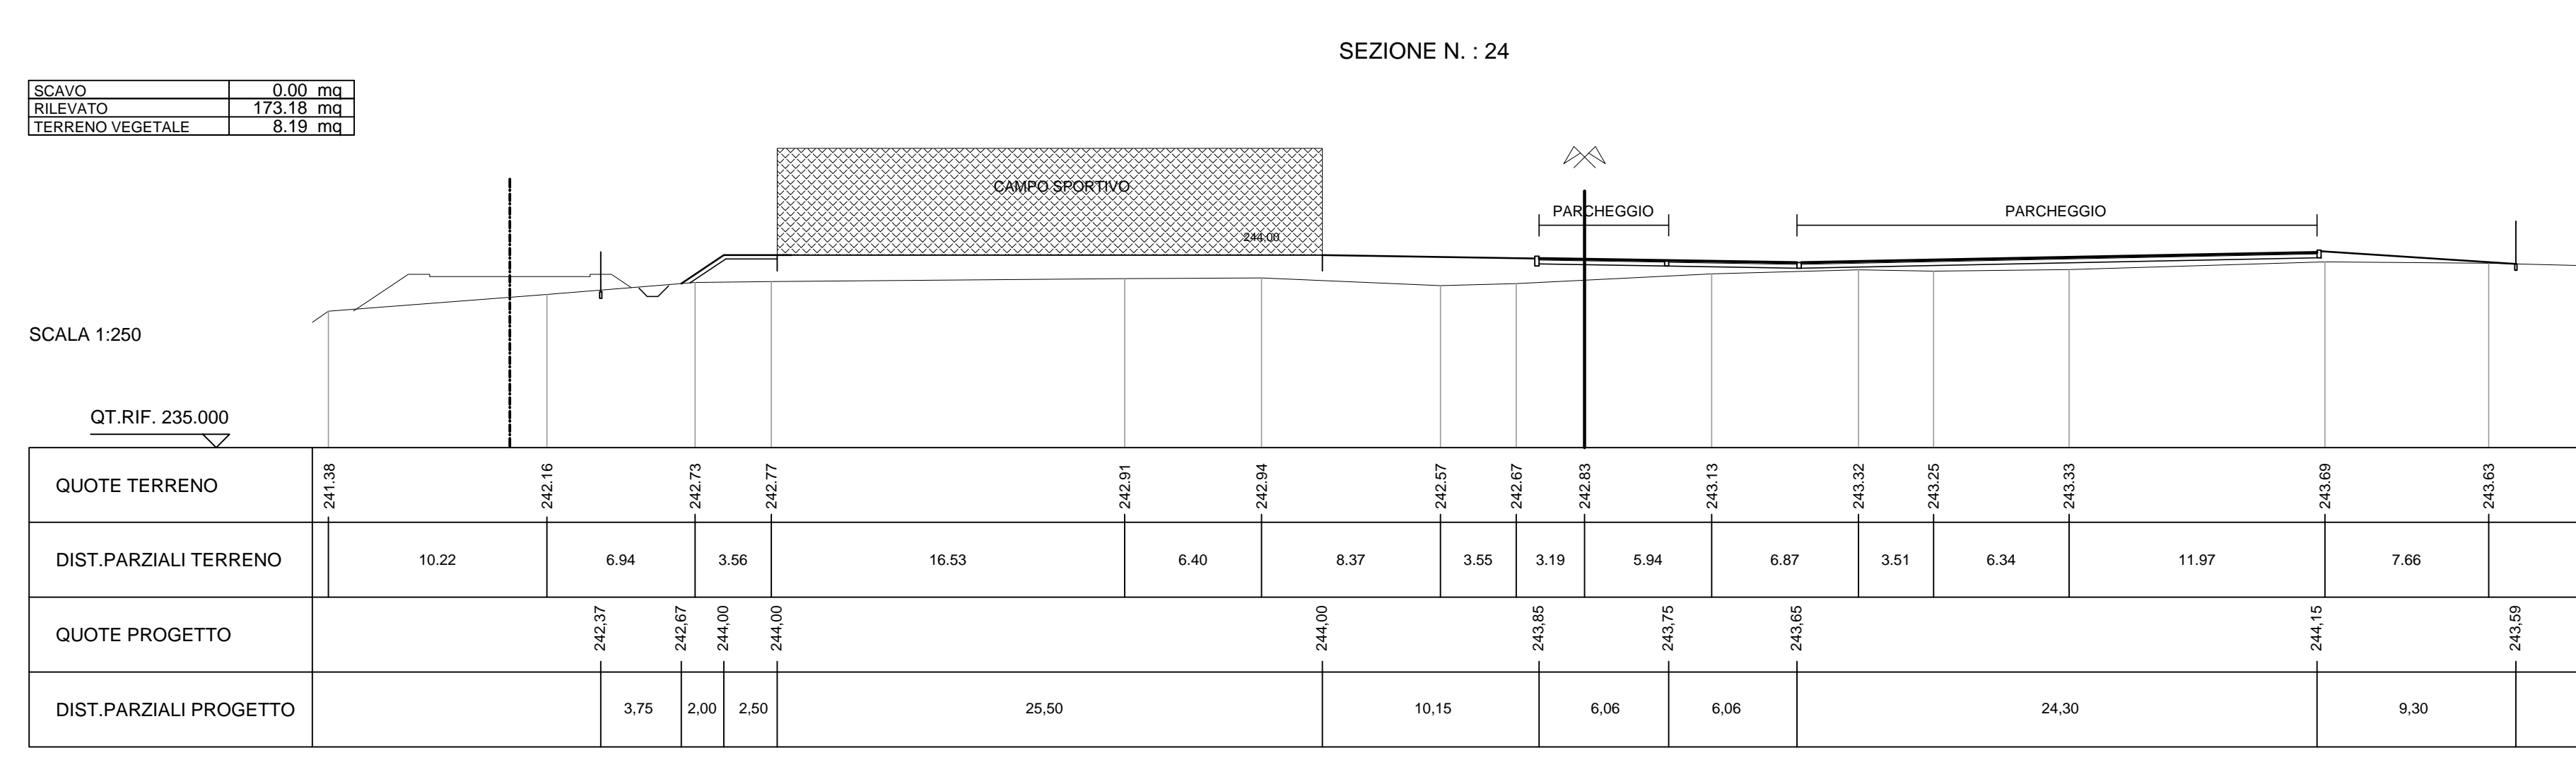 SEZIONE N. : 24
SCAVO 0.00 mq
RILEVATO 173.18 mq
TERRENO VEGETALE 8.19 mq
CAMPO SPORTIVO
244,00
PARCHEGGIO PARCHEGGIO
SCALA 1:250
QT.RIF. 235.000
QUOTE TERRENO 241.38 242.16 242.73 242.77 242.91 242.94 242.57 242.67 242.83 243.13 243.32 243.25 243.33 243.69 243.63
DIST.PARZIALI TERRENO 10.22 6.94 3.56 16.53 6.40 8.37 3.55 3.19 5.94 6.87 3.51 6.34 11.97 7.66
QUOTE PROGETTO 242,37 242,67 244,00 244,00 244,00 243,85 243,75 243,65 244,15 243,59
DIST.PARZIALI PROGETTO 3,75 2,00 2,50 25,50 10,15 6,06 6,06 24,30 9,30